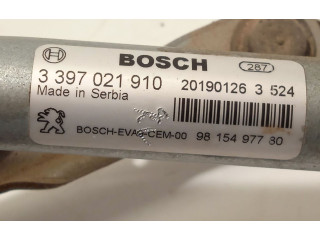 BOSCH 287
3 397 021 910 20190126 3 524
Made in Serbia
BOSCH-EVA9-CEM-00 98 154 977 80